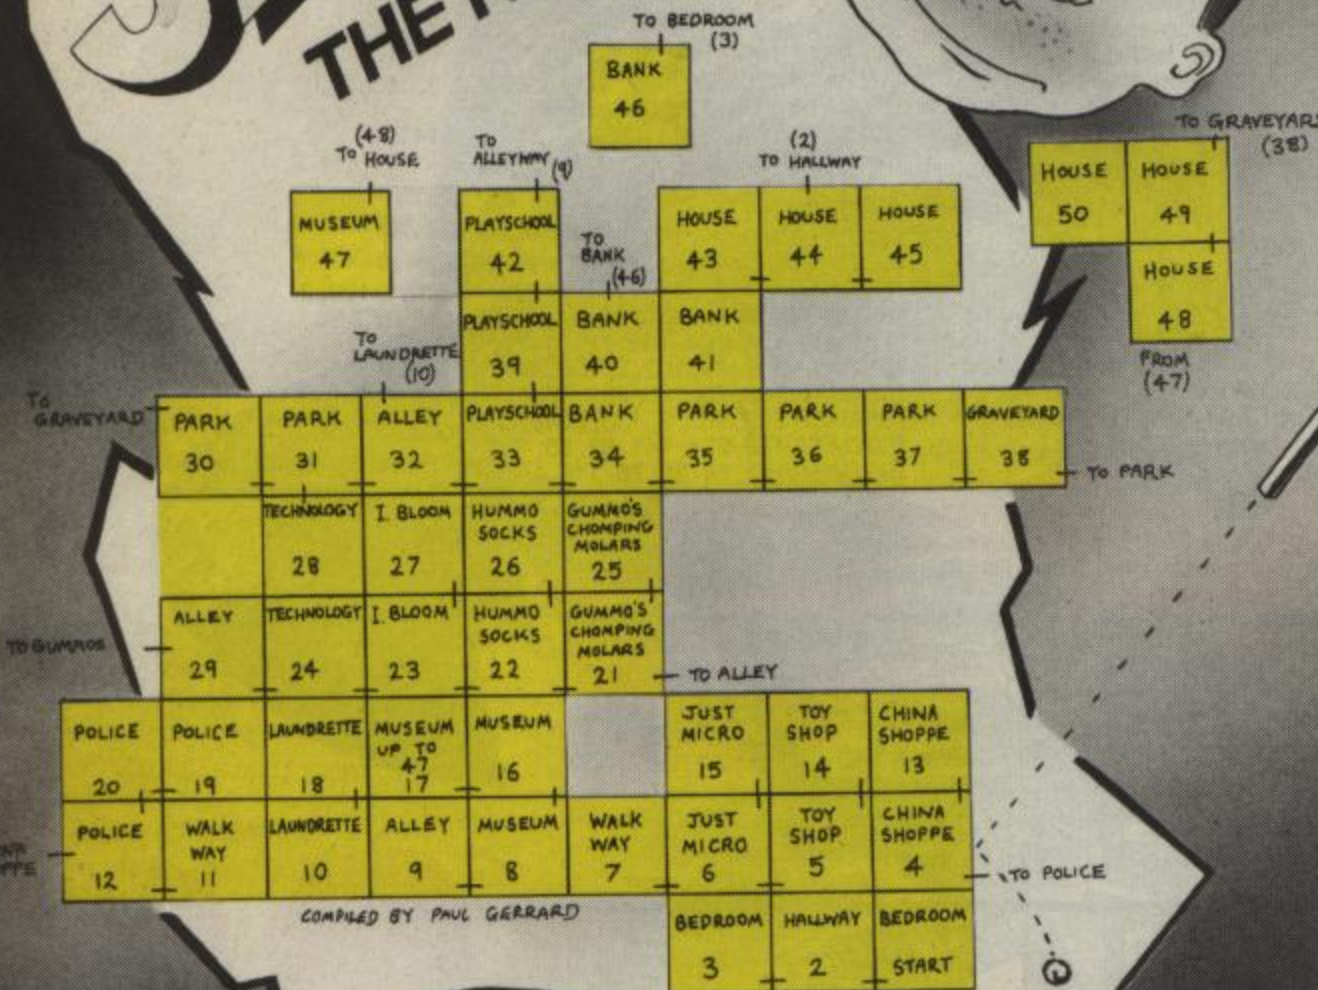 THE
TO BEDROOM
(3)
BANK
46
(48)
TO HOUSE
MUSEUM
47
TO
ALLEYWAY (9)
PLAYSCHOOL
42
TO
BANK
(46)
(2)
TO HALLWAY
HOUSE
43
HOUSE
44
HOUSE
45
TO GRAVEYARD
(38)
HOUSE
50
HOUSE
49
HOUSE
48
FROM
(47)
TO
LAUNDRETTE
(10)
PLAYSCHOOL
39
BANK
40
BANK
41
TO
GRAVEYARD
PARK
30
PARK
31
ALLEY
32
PLAYSCHOOL
33
BANK
34
PARK
35
PARK
36
PARK
37
GRAVEYARD
38
TO PARK
TECHNOLOGY
28
I. BLOOM
27
HUMMO
SOCKS
26
GUMMO'S
CHOMPING
MOLARS
25
TO GUMMOS
ALLEY
29
TECHNOLOGY
24
I. BLOOM
23
HUMMO
SOCKS
22
GUMMO'S
CHOMPING
MOLARS
21
TO ALLEY
POLICE
20
POLICE
19
LAUNDRETTE
18
MUSEUM
UP TO
47
17
MUSEUM
16
JUST
MICRO
15
TOY
SHOP
14
CHINA
SHOPPE
13
POLICE
12
WALK
WAY
11
LAUNDRETTE
10
ALLEY
9
MUSEUM
8
WALK
WAY
7
JUST
MICRO
6
TOY
SHOP
5
CHINA
SHOPPE
4
TO POLICE
COMPILED BY PAUL GERRARD
BEDROOM
3
HALLWAY
2
BEDROOM
START